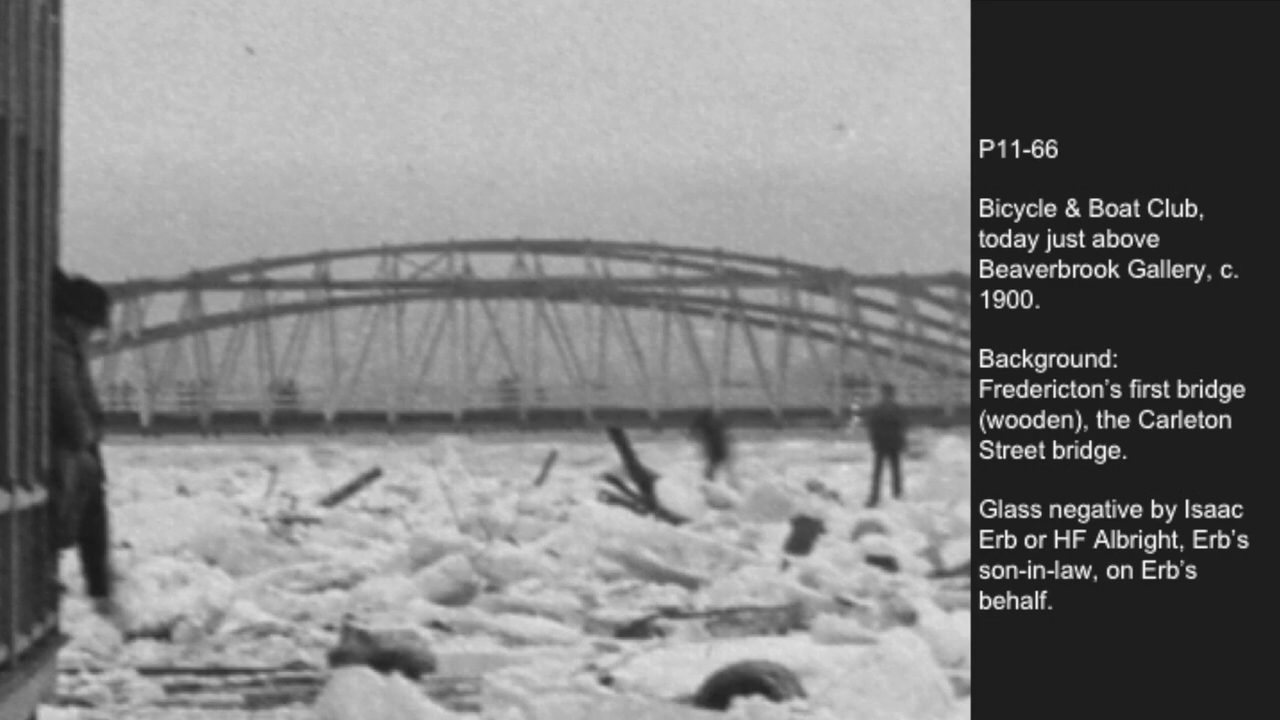 P11-66
Bicycle & Boat Club,
today just above
Beaverbrook Gallery, c.
1900.
Background:
Fredericton’s first bridge
(wooden), the Carleton
Street bridge.
Glass negative by Isaac
Erb or HF Albright, Erb’s
son-in-law, on Erb’s
behalf.